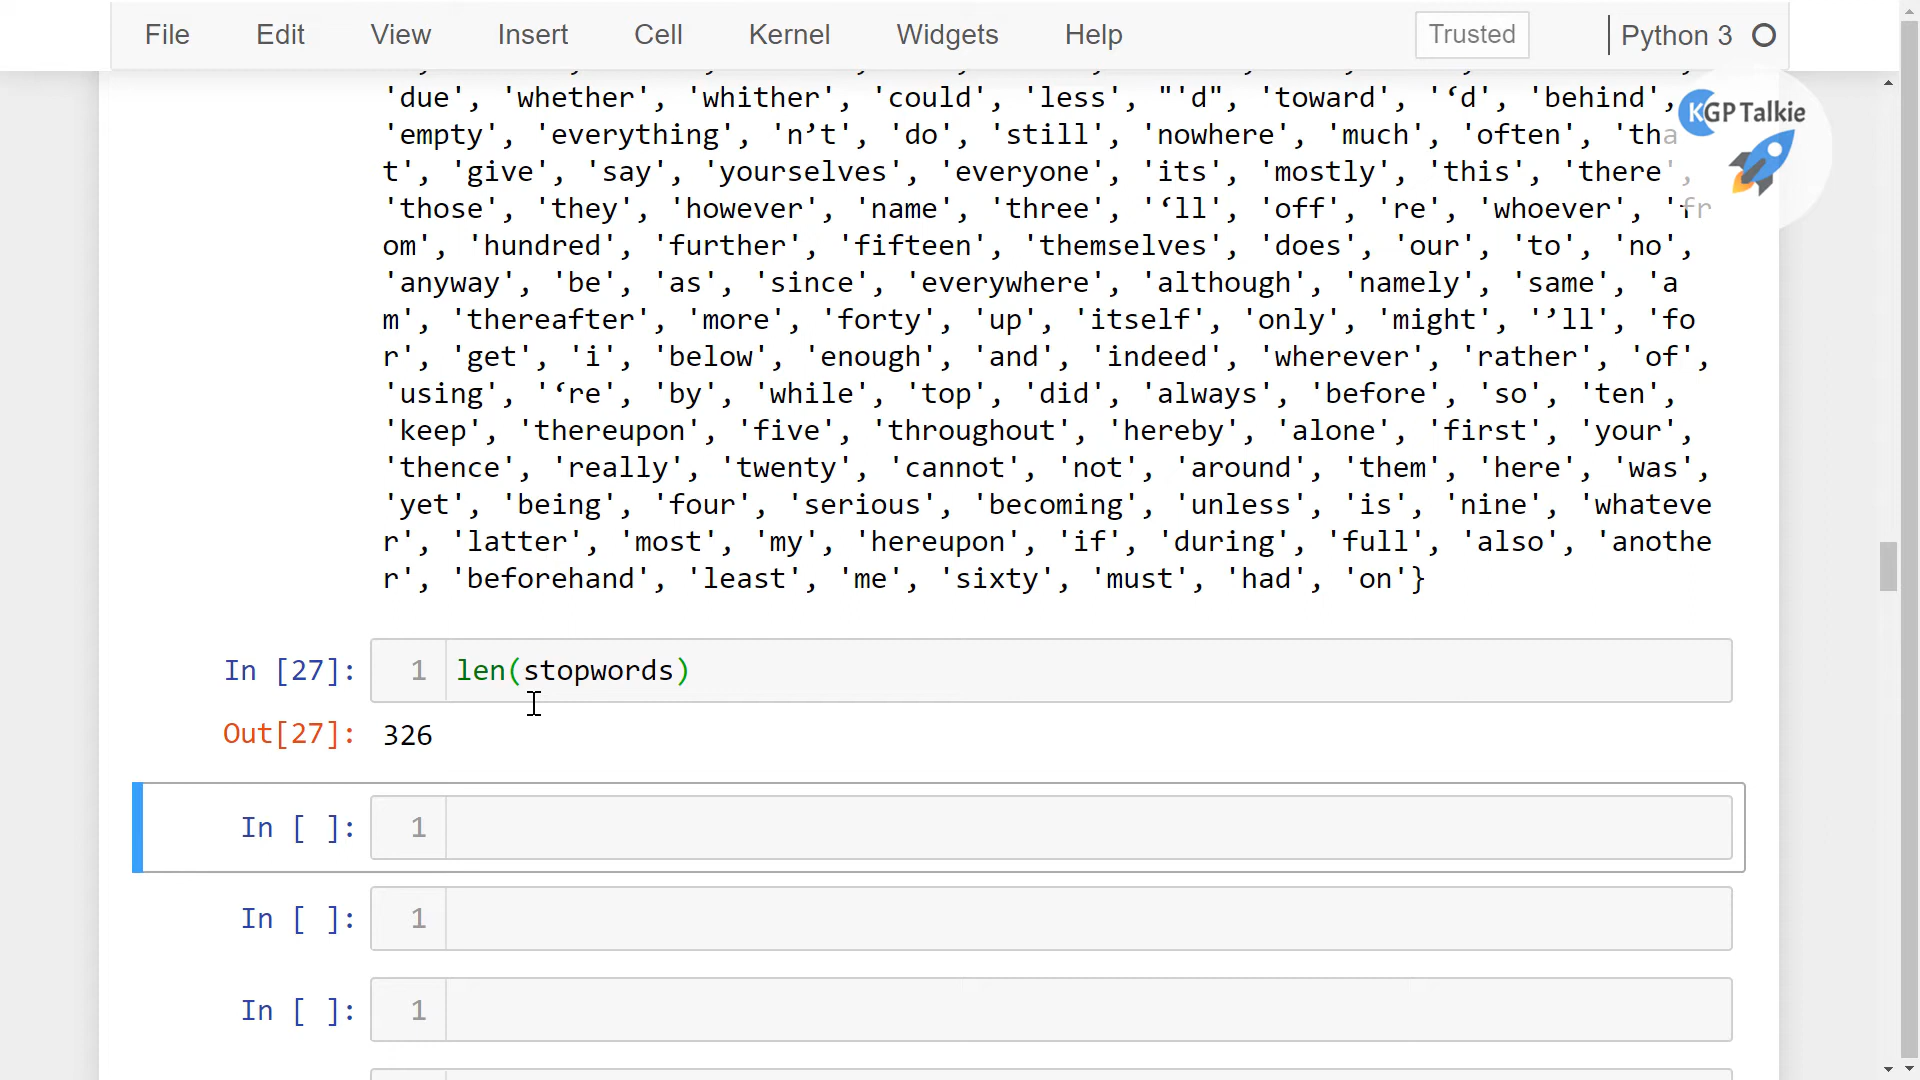 File Edit View Insert Cell Kernel Widgets Help Trusted Python 3
KGPTalkie
'due', 'whether', 'whither', 'could', 'less', "'d", 'toward', '‘d', 'behind',
'empty', 'everything', 'n’t', 'do', 'still', 'nowhere', 'much', 'often', 'tha
t', 'give', 'say', 'yourselves', 'everyone', 'its', 'mostly', 'this', 'there',
'those', 'they', 'however', 'name', 'three', '‘ll', 'off', 're', 'whoever', 'fr
om', 'hundred', 'further', 'fifteen', 'themselves', 'does', 'our', 'to', 'no',
'anyway', 'be', 'as', 'since', 'everywhere', 'although', 'namely', 'same', 'a
m', 'thereafter', 'more', 'forty', 'up', 'itself', 'only', 'might', '’ll', 'fo
r', 'get', 'i', 'below', 'enough', 'and', 'indeed', 'wherever', 'rather', 'of',
'using', '‘re', 'by', 'while', 'top', 'did', 'always', 'before', 'so', 'ten',
'keep', 'thereupon', 'five', 'throughout', 'hereby', 'alone', 'first', 'your',
'thence', 'really', 'twenty', 'cannot', 'not', 'around', 'them', 'here', 'was',
'yet', 'being', 'four', 'serious', 'becoming', 'unless', 'is', 'nine', 'whateve
r', 'latter', 'most', 'my', 'hereupon', 'if', 'during', 'full', 'also', 'anothe
r', 'beforehand', 'least', 'me', 'sixty', 'must', 'had', 'on'}
In [27]: 1 len(stopwords)
Out[27]: 326
In [ ]: 1
In [ ]: 1
In [ ]: 1